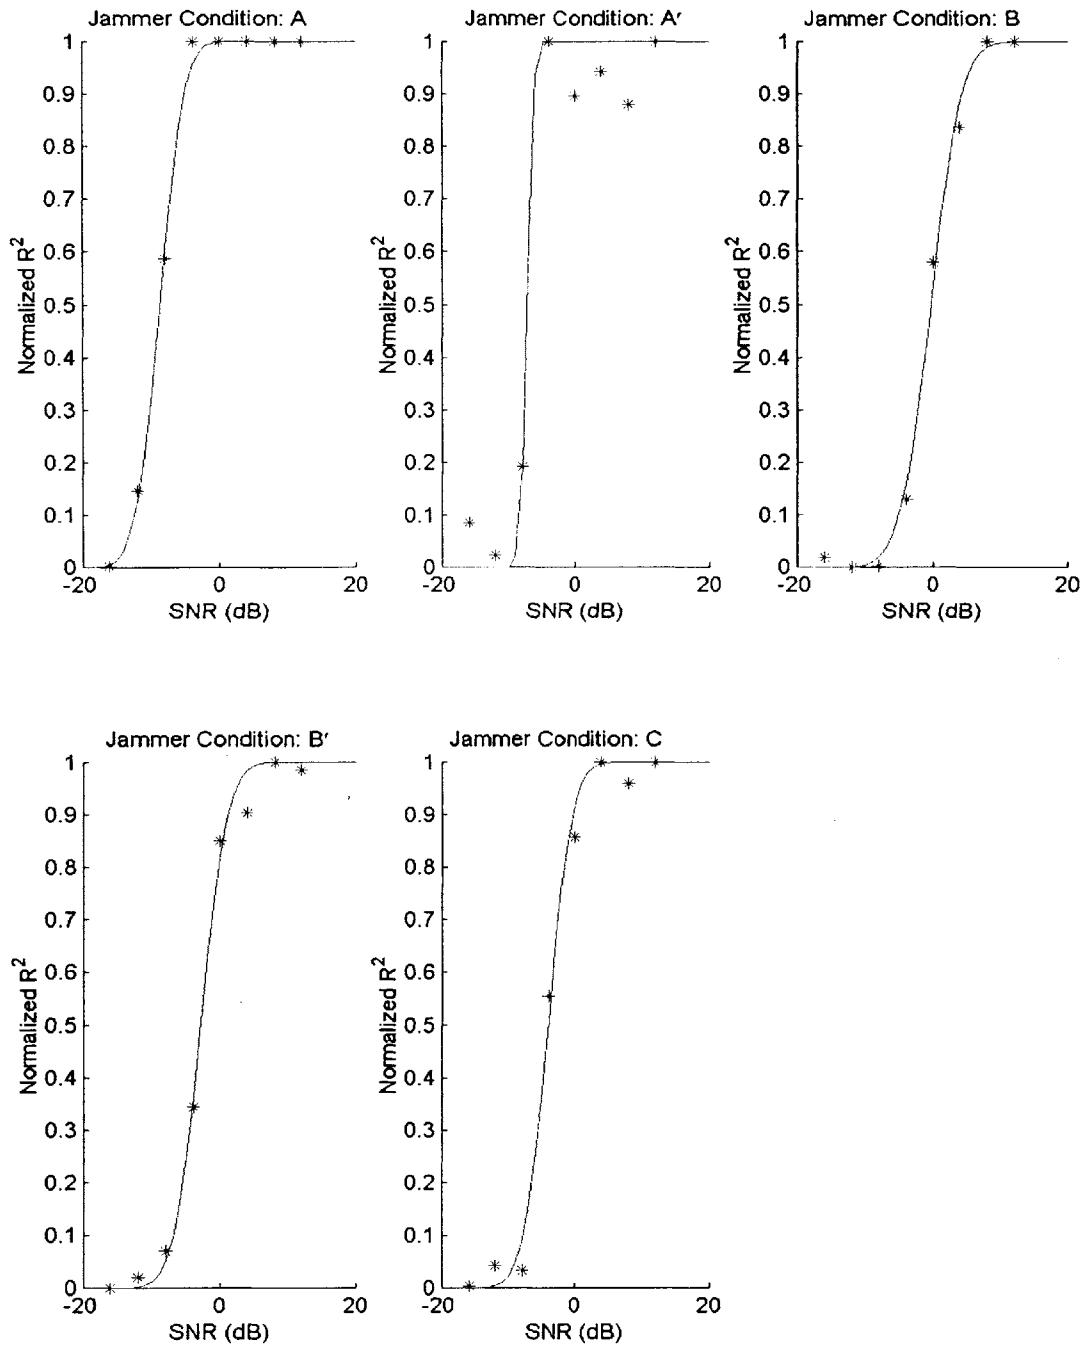 Jammer Condition: A
1
0.9
0.8
0.7
0.6
0.5
0.4
0.3
0.2
0.1
0
Normalized R²
-20 0 20
SNR (dB)
Jammer Condition: A'
1
0.9
0.8
0.7
0.6
0.5
0.4
0.3
0.2
0.1
0
Normalized R²
-20 0 20
SNR (dB)
Jammer Condition: B
1
0.9
0.8
0.7
0.6
0.5
0.4
0.3
0.2
0.1
0
Normalized R²
-20 0 20
SNR (dB)
Jammer Condition: B'
1
0.9
0.8
0.7
0.6
0.5
0.4
0.3
0.2
0.1
0
Normalized R²
-20 0 20
SNR (dB)
Jammer Condition: C
1
0.9
0.8
0.7
0.6
0.5
0.4
0.3
0.2
0.1
0
Normalized R²
-20 0 20
SNR (dB)